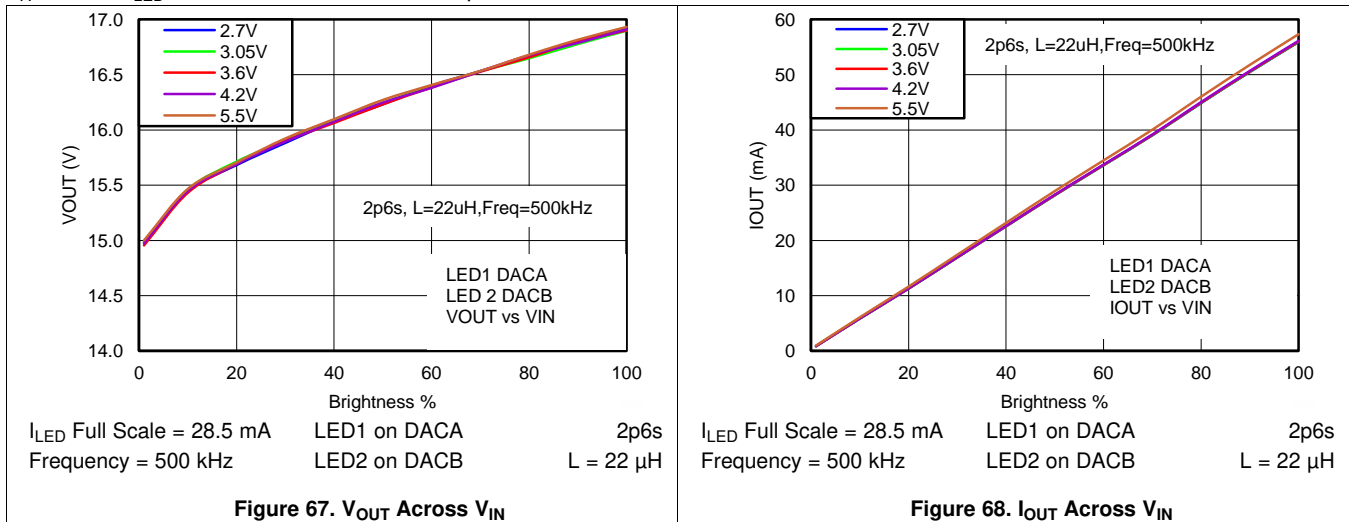 17.0
16.5
16.0
15.5
15.0
14.5
14.0
VOUT (V)
2.7V
3.05V
3.6V
4.2V
5.5V
2p6s, L=22uH,Freq=500kHz
LED1 DACA
LED 2 DACB
VOUT vs VIN
0 20 40 60 80 100
Brightness %
I_LED Full Scale = 28.5 mA LED1 on DACA 2p6s
Frequency = 500 kHz LED2 on DACB L = 22 µH
Figure 67. V_OUT Across V_IN
60
50
40
30
20
10
0
IOUT (mA)
2.7V
3.05V
3.6V
4.2V
5.5V
2p6s, L=22uH,Freq=500kHz
LED1 DACA
LED2 DACB
IOUT vs VIN
0 20 40 60 80 100
Brightness %
I_LED Full Scale = 28.5 mA LED1 on DACA 2p6s
Frequency = 500 kHz LED2 on DACB L = 22 µH
Figure 68. I_OUT Across V_IN